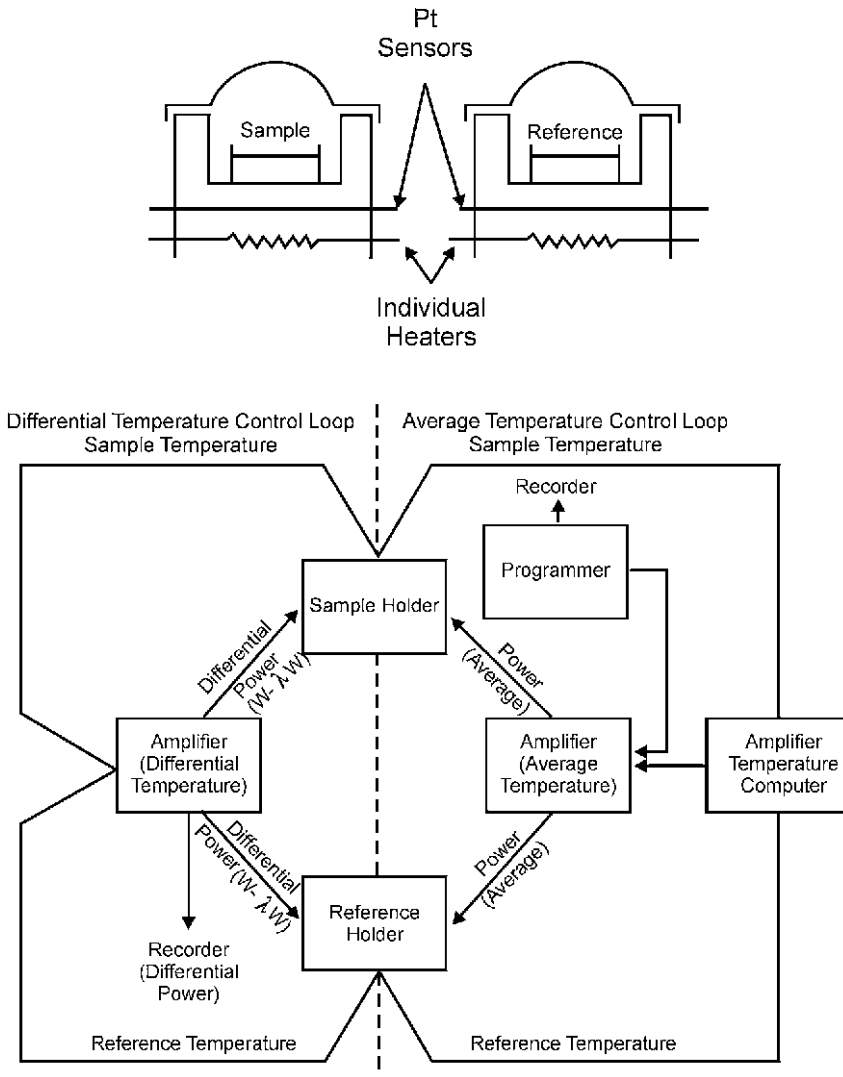 Pt
Sensors
Sample
Reference
Individual
Heaters
Differential Temperature Control Loop
Sample Temperature
Average Temperature Control Loop
Sample Temperature
Recorder
Programmer
Sample Holder
Differential
Power
(W- λ W)
Power
(Average)
Amplifier
(Differential
Temperature)
Amplifier
(Average
Temperature)
Amplifier
Temperature
Computer
Differential
Power (W- λ W)
Power
(Average)
Reference
Holder
Recorder
(Differential
Power)
Reference Temperature
Reference Temperature